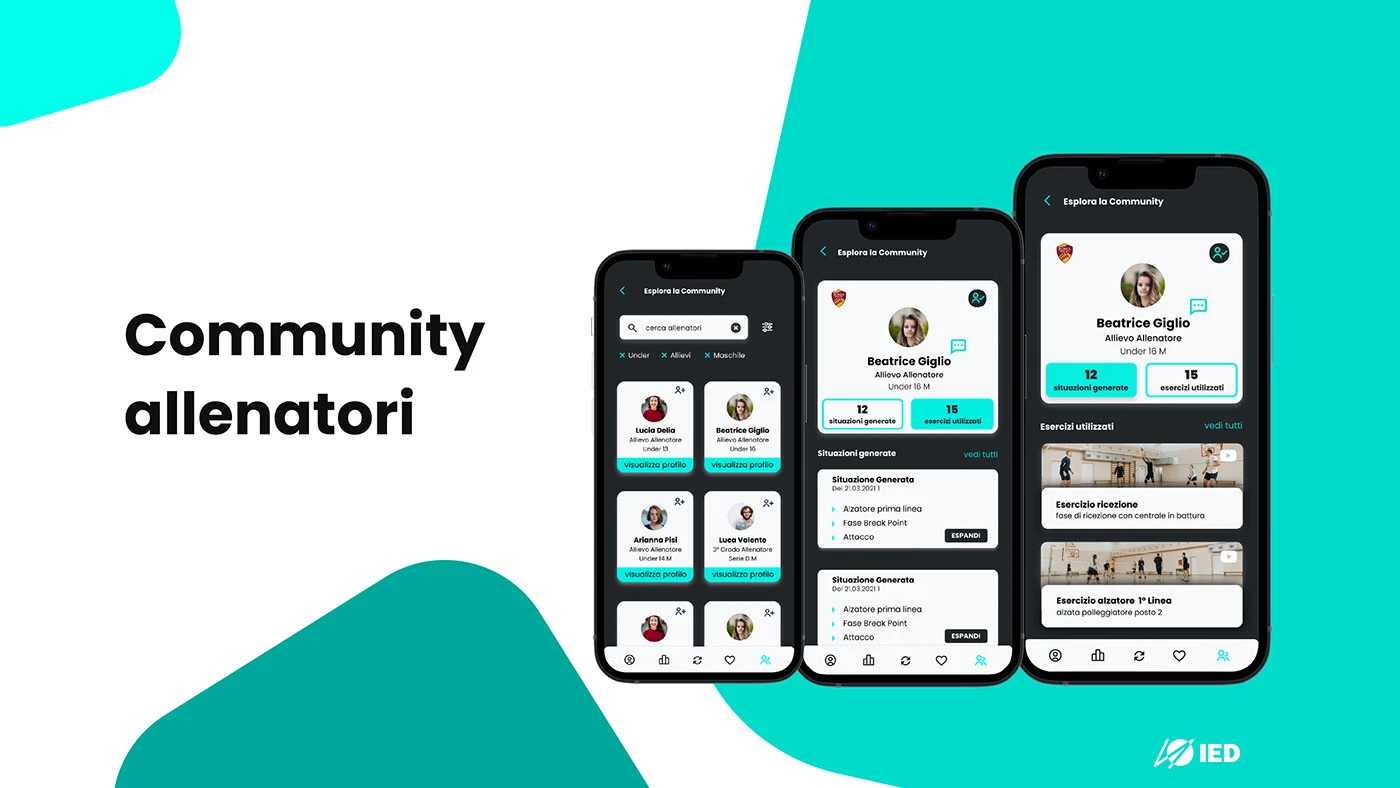 Community
allenatori
Esplora la Community
cerca allenatori
Under
Allievi
Maschile
Lucia Delia
Allievo Allenatore
Under 13
visualizza profilo
Beatrice Giglio
Allievo Allenatore
Under 16
visualizza profilo
Arianna Pisi
Allievo Allenatore
Under 14 M
visualizza profilo
Luca Valente
3° Grado Allenatore
Serie D M
visualizza profilo
Esplora la Community
Beatrice Giglio
Allievo Allenatore
Under 16 M
12
situazioni generate
15
esercizi utilizzati
Situazioni generate
vedi tutti
Situazione Generata
Del 21.03.20211
Alzatore prima linea
Fase Break Point
Attacco
ESPANDI
Situazione Generata
Del 21.03.20211
Alzatore prima linea
Fase Break Point
Attacco
ESPANDI
Esplora la Community
Beatrice Giglio
Allievo Allenatore
Under 16 M
12
situazioni generate
15
esercizi utilizzati
Esercizi utilizzati
vedi tutti
Esercizio ricezione
fase di ricezione con centrale in battura
Esercizio alzatore 1° Linea
alzata palleggiatore posto 2
IED